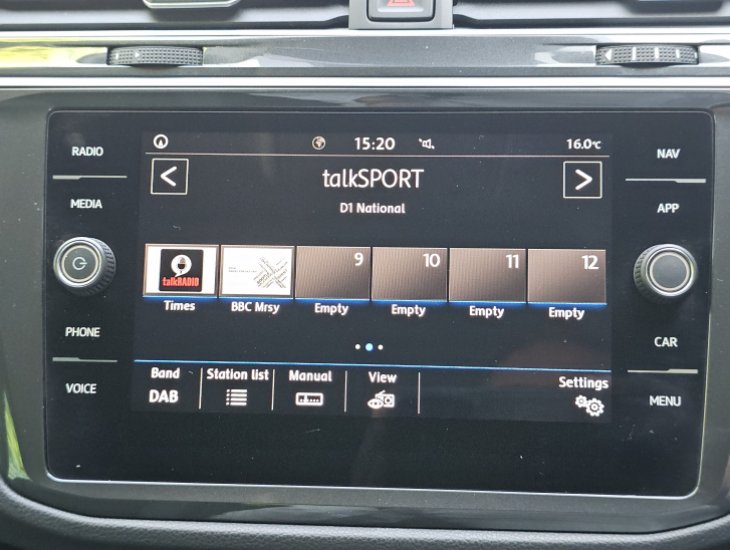 RADIO
MEDIA
PHONE
VOICE
15:20
16.0°c
<
talkSPORT
>
D1 National
talkRADIO
9
10
11
12
Times
BBC Mrsy
Empty
Empty
Empty
Empty
Band
DAB
Station list
Manual
View
Settings
NAV
APP
CAR
MENU